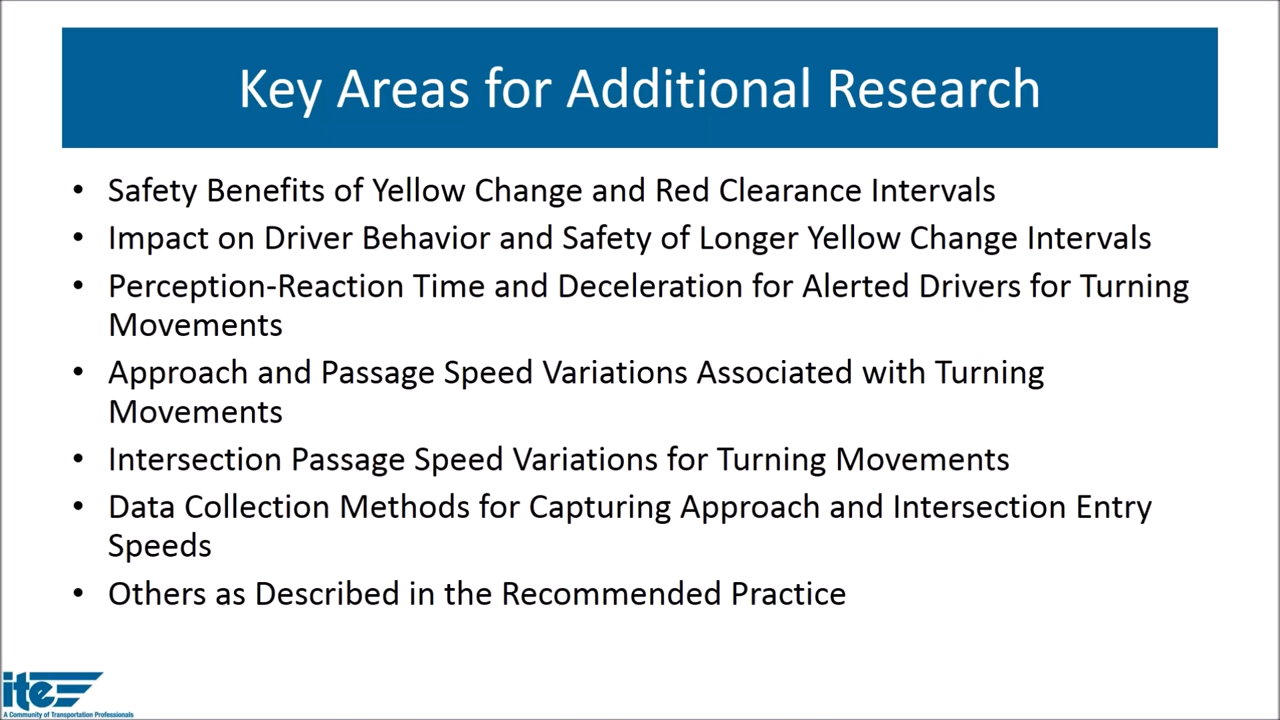 Key Areas for Additional Research
• Safety Benefits of Yellow Change and Red Clearance Intervals
• Impact on Driver Behavior and Safety of Longer Yellow Change Intervals
• Perception-Reaction Time and Deceleration for Alerted Drivers for Turning
Movements
• Approach and Passage Speed Variations Associated with Turning
Movements
• Intersection Passage Speed Variations for Turning Movements
• Data Collection Methods for Capturing Approach and Intersection Entry
Speeds
• Others as Described in the Recommended Practice
ite
A Community of Transportation Professionals